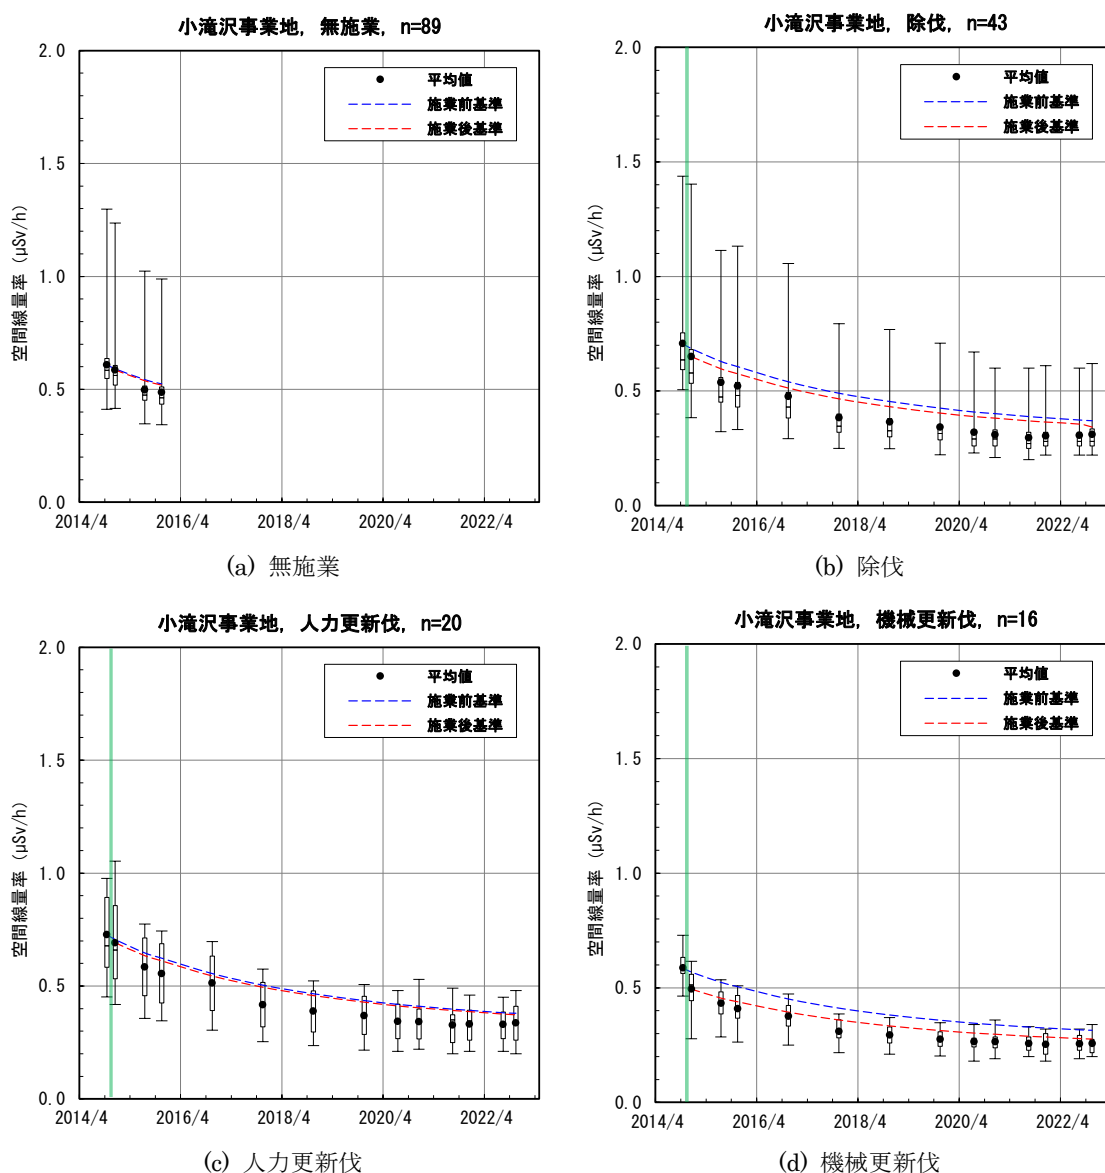 小滝沢事業地, 無施業, n=89
2.0
1.5
1.0
0.5
0.0
空間線量率 (μSv/h)
平均値
施業前基準
施業後基準
2014/4 2016/4 2018/4 2020/4 2022/4
(a) 無施業
小滝沢事業地, 除伐, n=43
2.0
1.5
1.0
0.5
0.0
空間線量率 (μSv/h)
平均値
施業前基準
施業後基準
2014/4 2016/4 2018/4 2020/4 2022/4
(b) 除伐
小滝沢事業地, 人力更新伐, n=20
2.0
1.5
1.0
0.5
0.0
空間線量率 (μSv/h)
平均値
施業前基準
施業後基準
2014/4 2016/4 2018/4 2020/4 2022/4
(c) 人力更新伐
小滝沢事業地, 機械更新伐, n=16
2.0
1.5
1.0
0.5
0.0
空間線量率 (μSv/h)
平均値
施業前基準
施業後基準
2014/4 2016/4 2018/4 2020/4 2022/4
(d) 機械更新伐